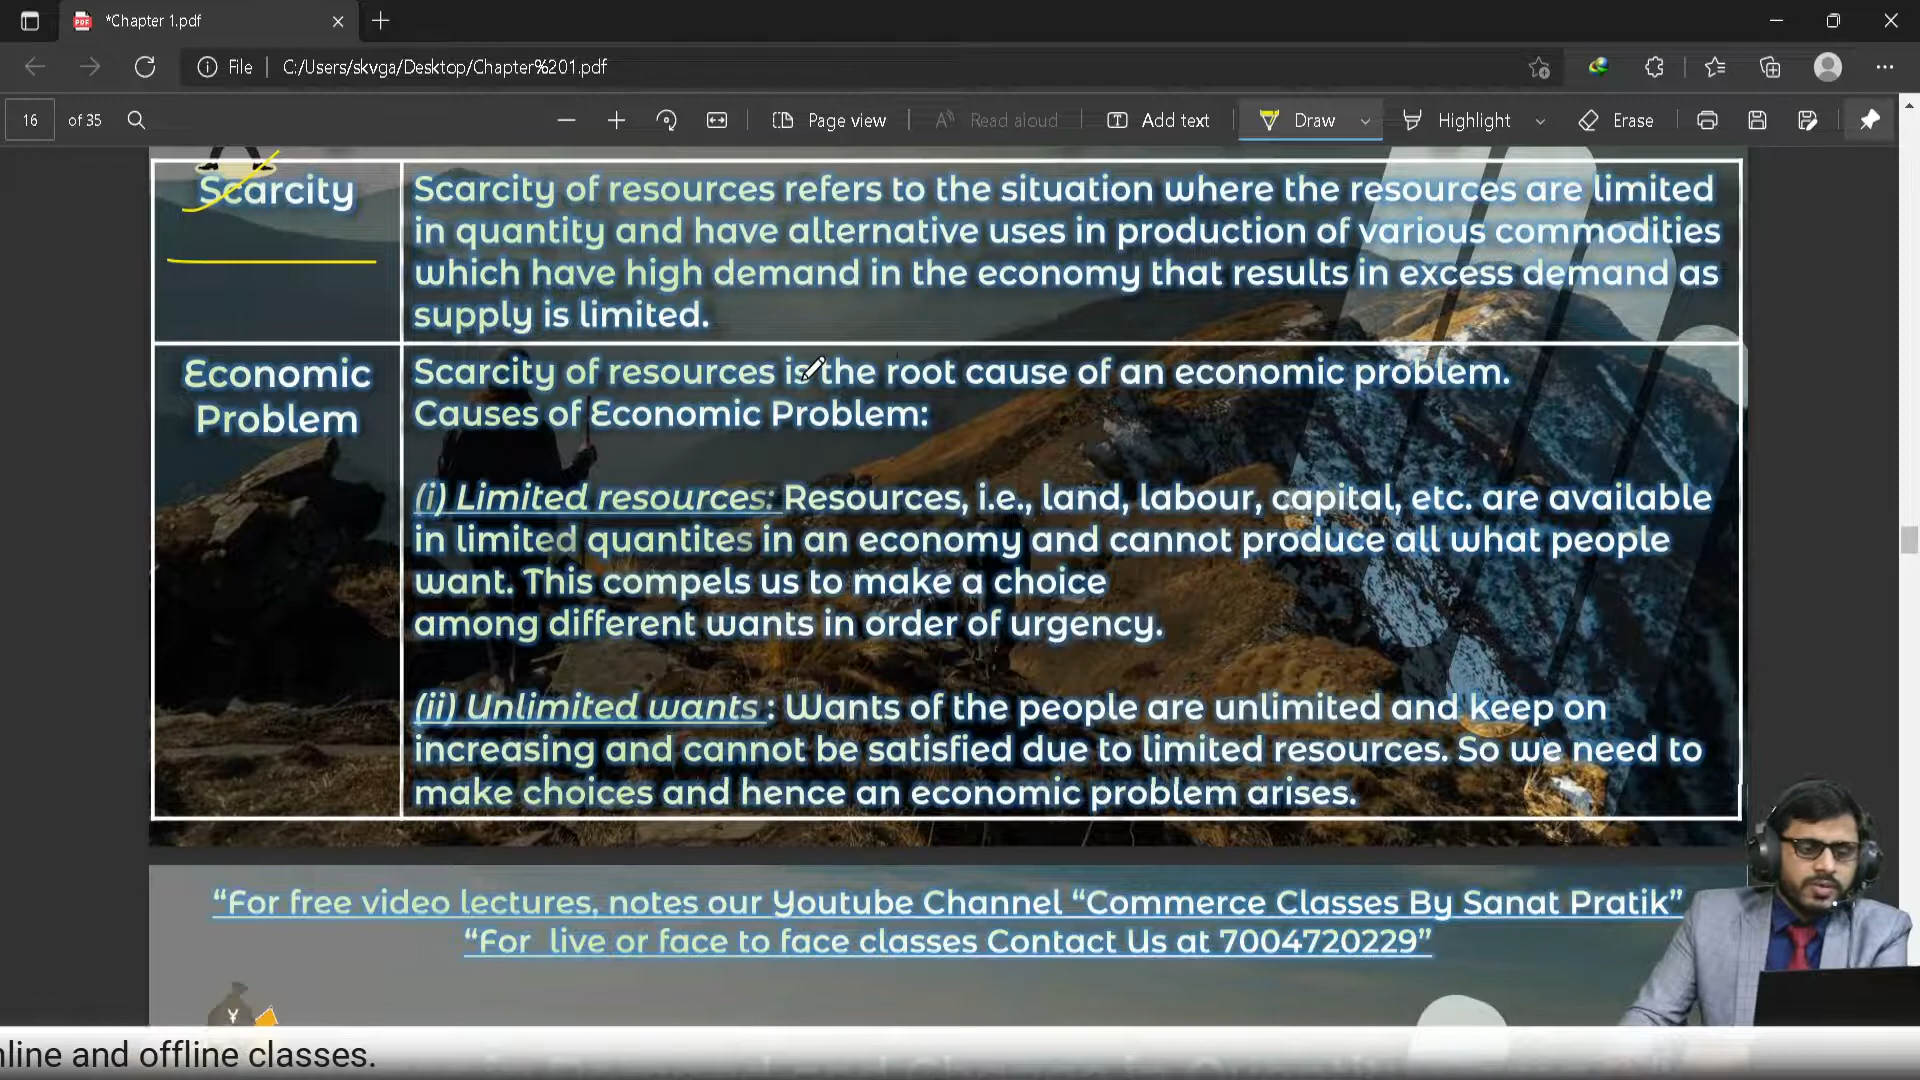 *Chapter 1.pdf
File
C:/Users/skvga/Desktop/Chapter%201.pdf
16 of 35
Page view
Read aloud
Add text
Draw
Highlight
Erase
Scarcity
Scarcity of resources refers to the situation where the resources are limited
in quantity and have alternative uses in production of various commodities
which have high demand in the economy that results in excess demand as
supply is limited.
Economic
Problem
Scarcity of resources is the root cause of an economic problem.
Causes of Economic Problem:
(i) Limited resources: Resources, i.e., land, labour, capital, etc. are available
in limited quantites in an economy and cannot produce all what people
want. This compels us to make a choice
among different wants in order of urgency.
(ii) Unlimited wants : Wants of the people are unlimited and keep on
increasing and cannot be satisfied due to limited resources. So we need to
make choices and hence an economic problem arises.
“For free video lectures, notes our Youtube Channel “Commerce Classes By Sanat Pratik”
“For live or face to face classes Contact Us at 7004720229”
nline and offline classes.